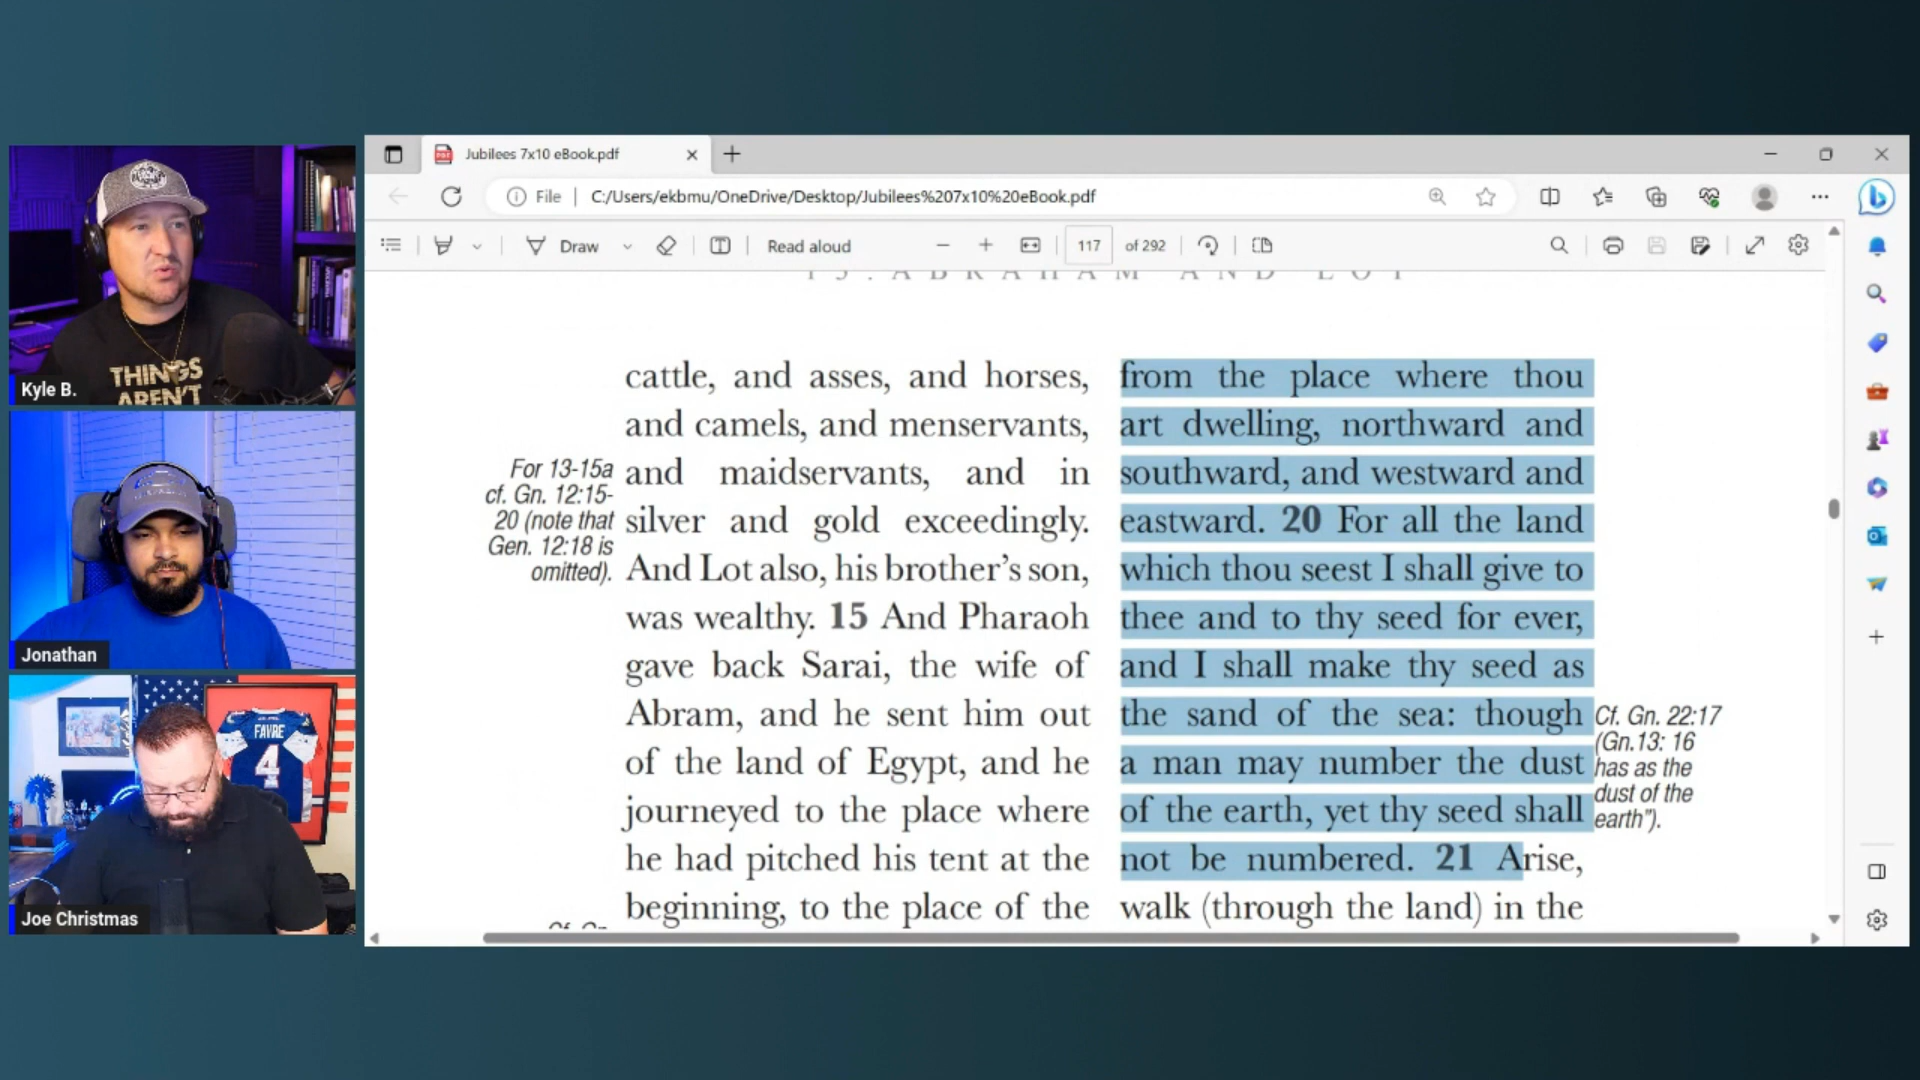 Jubilees 7x10 eBook.pdf
File
C:/Users/ekbmu/OneDrive/Desktop/Jubilees%207x10%20eBook.pdf
Draw
Read aloud
117
of 292
13. ABRAHAM AND LOT
cattle, and asses, and horses,
and camels, and menservants,
and maidservants, and in
silver and gold exceedingly.
And Lot also, his brother's son,
was wealthy. 15 And Pharaoh
gave back Sarai, the wife of
Abram, and he sent him out
of the land of Egypt, and he
journeyed to the place where
he had pitched his tent at the
beginning, to the place of the
For 13-15a
cf. Gn. 12:15-
20 (note that
Gen. 12:18 is
omitted).
Cf. Gn.
from the place where thou
art dwelling, northward and
southward, and westward and
eastward. 20 For all the land
which thou seest I shall give to
thee and to thy seed for ever,
and I shall make thy seed as
the sand of the sea: though
a man may number the dust
of the earth, yet thy seed shall
not be numbered. 21 Arise,
walk (through the land) in the
Cf. Gn. 22:17
(Gn.13: 16
has as the
dust of the
earth").
THINGS
AREN'T
Kyle B.
Jonathan
FAVRE
4
Joe Christmas